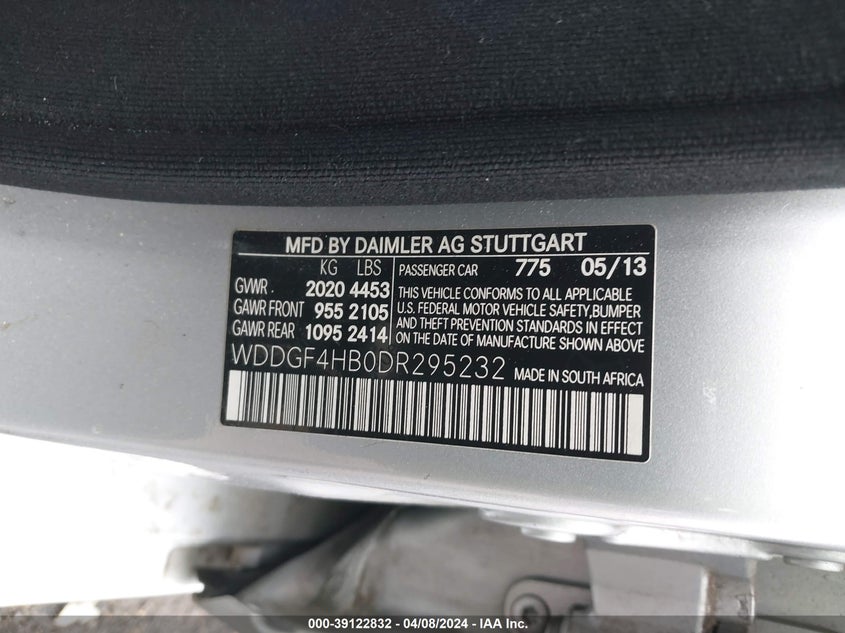 MFD BY DAIMLER AG STUTTGART
KG LBS
GVWR . 2020 4453
GAWR FRONT 955 2105
GAWR REAR 1095 2414
PASSENGER CAR 775 05/13
THIS VEHICLE CONFORMS TO ALL APPLICABLE
U.S. FEDERAL MOTOR VEHICLE SAFETY,BUMPER
AND THEFT PREVENTION STANDARDS IN EFFECT
ON THE DATE OF MANUFACTURE SHOWN ABOVE
WDDGF4HB0DR295232 MADE IN SOUTH AFRICA
000-39122832 - 04/08/2024 - IAA Inc.